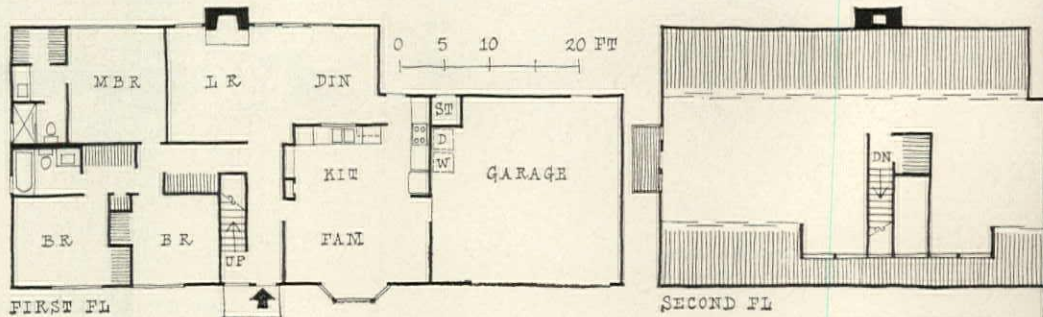 0 5 10 20 FT
MBR
LR
DIN
ST
D
W
KIT
GARAGE
BR
BR
FAM
UP
FIRST FL
DN
SECOND FL